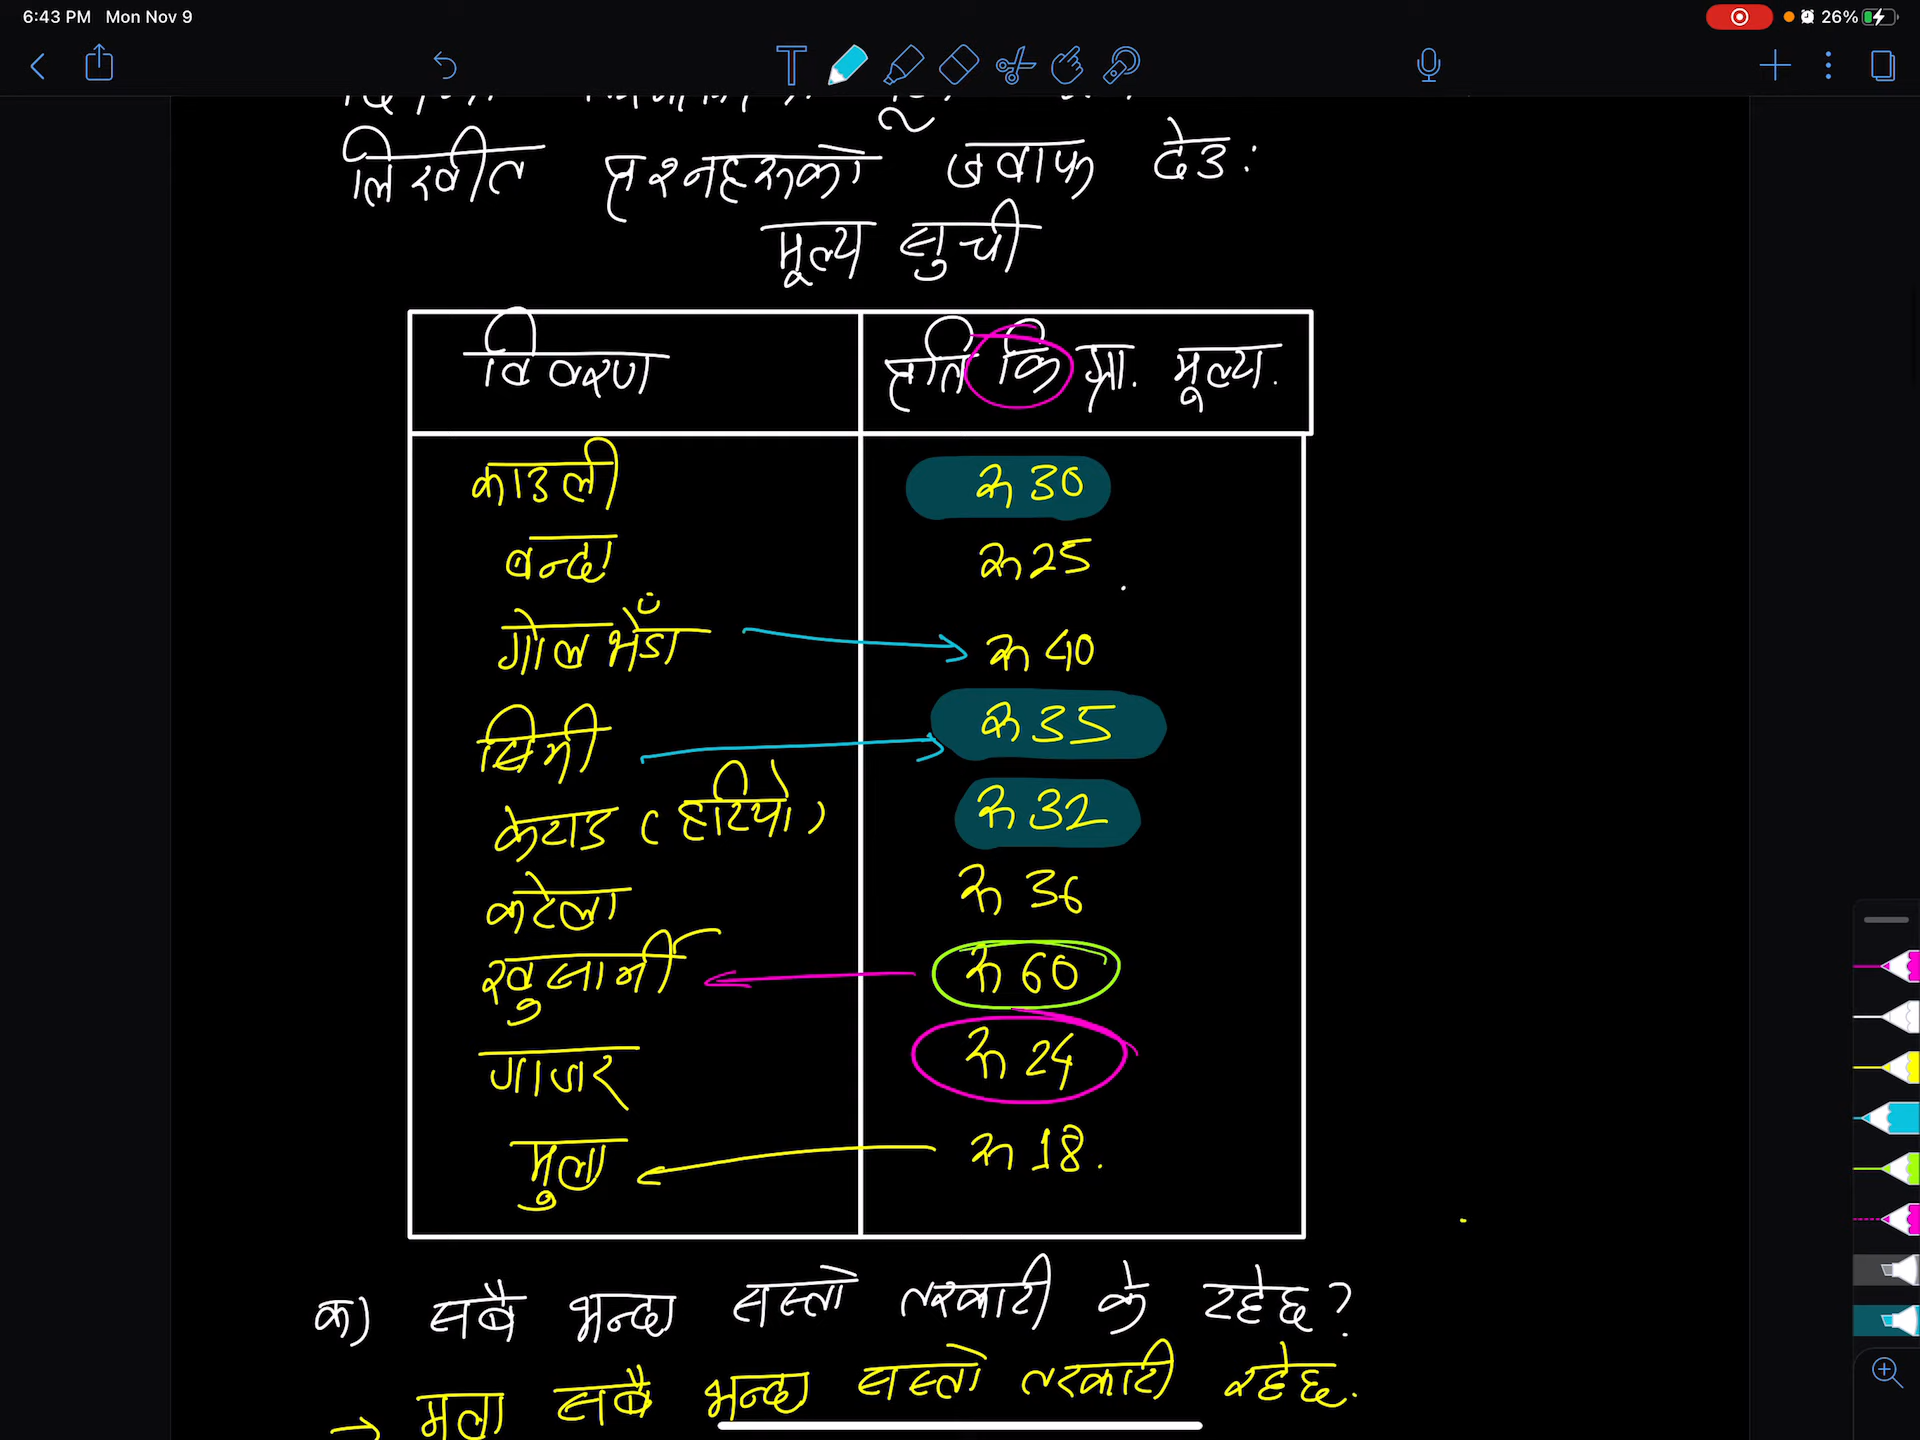 6:43 PM Mon Nov 9
26%
लिखीत प्रश्नहरुको जवाफ देउ:
मूल्य सुची
विवरण प्रति कि ग्रा. मूल्य.
काउली रु 30
बन्दा रु 25
गोलभेँडा रु 40
सिमी रु 35
केराउ (हरियो) रु 32
करेला रु 36
खुर्सानी रु 60
गाजर रु 24
मुला रु 18.
क) सबै भन्दा सस्तो तरकारी के रहेछ?
→ मुला सबै भन्दा सस्तो तरकारी रहेछ.